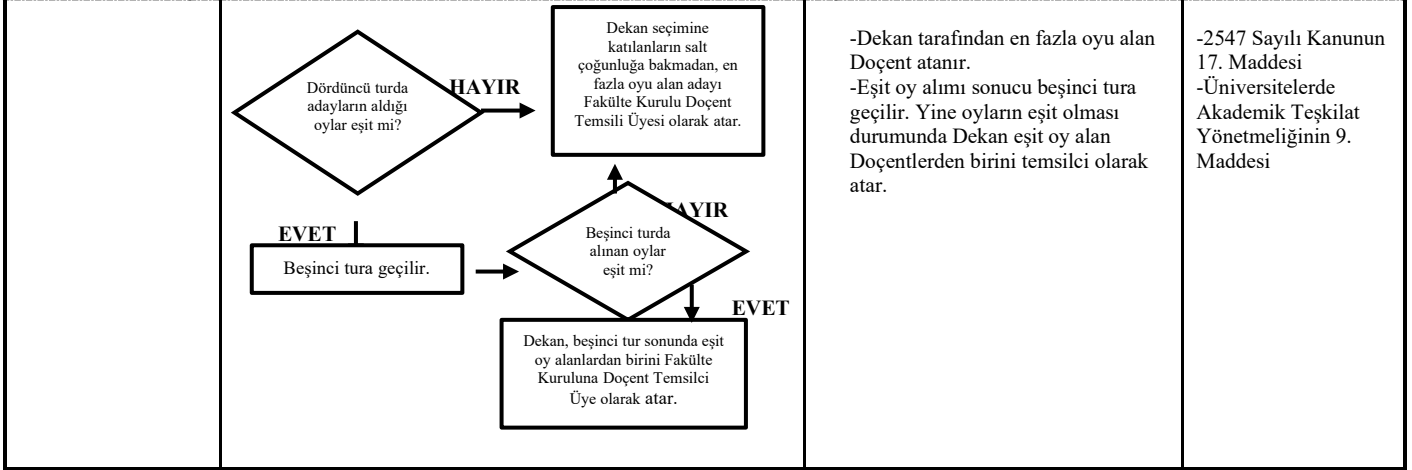 Dördüncü turda
adayların aldığı
oylar eşit mi?
HAYIR
Dekan seçimine
katılanların salt
çoğunluğa bakmadan, en
fazla oyu alan adayı
Fakülte Kurulu Doçent
Temsili Üyesi olarak atar.
EVET
Beşinci tura geçilir.
Beşinci turda
alınan oylar
eşit mi?
HAYIR
EVET
Dekan, beşinci tur sonunda eşit
oy alanlardan birini Fakülte
Kuruluna Doçent Temsilci
Üye olarak atar.
-Dekan tarafından en fazla oyu alan
Doçent atanır.
-Eşit oy alımı sonucu beşinci tura
geçilir. Yine oyların eşit olması
durumunda Dekan eşit oy alan
Doçentlerden birini temsilci olarak
atar.
-2547 Sayılı Kanunun
17. Maddesi
-Üniversitelerde
Akademik Teşkilat
Yönetmeliğinin 9.
Maddesi